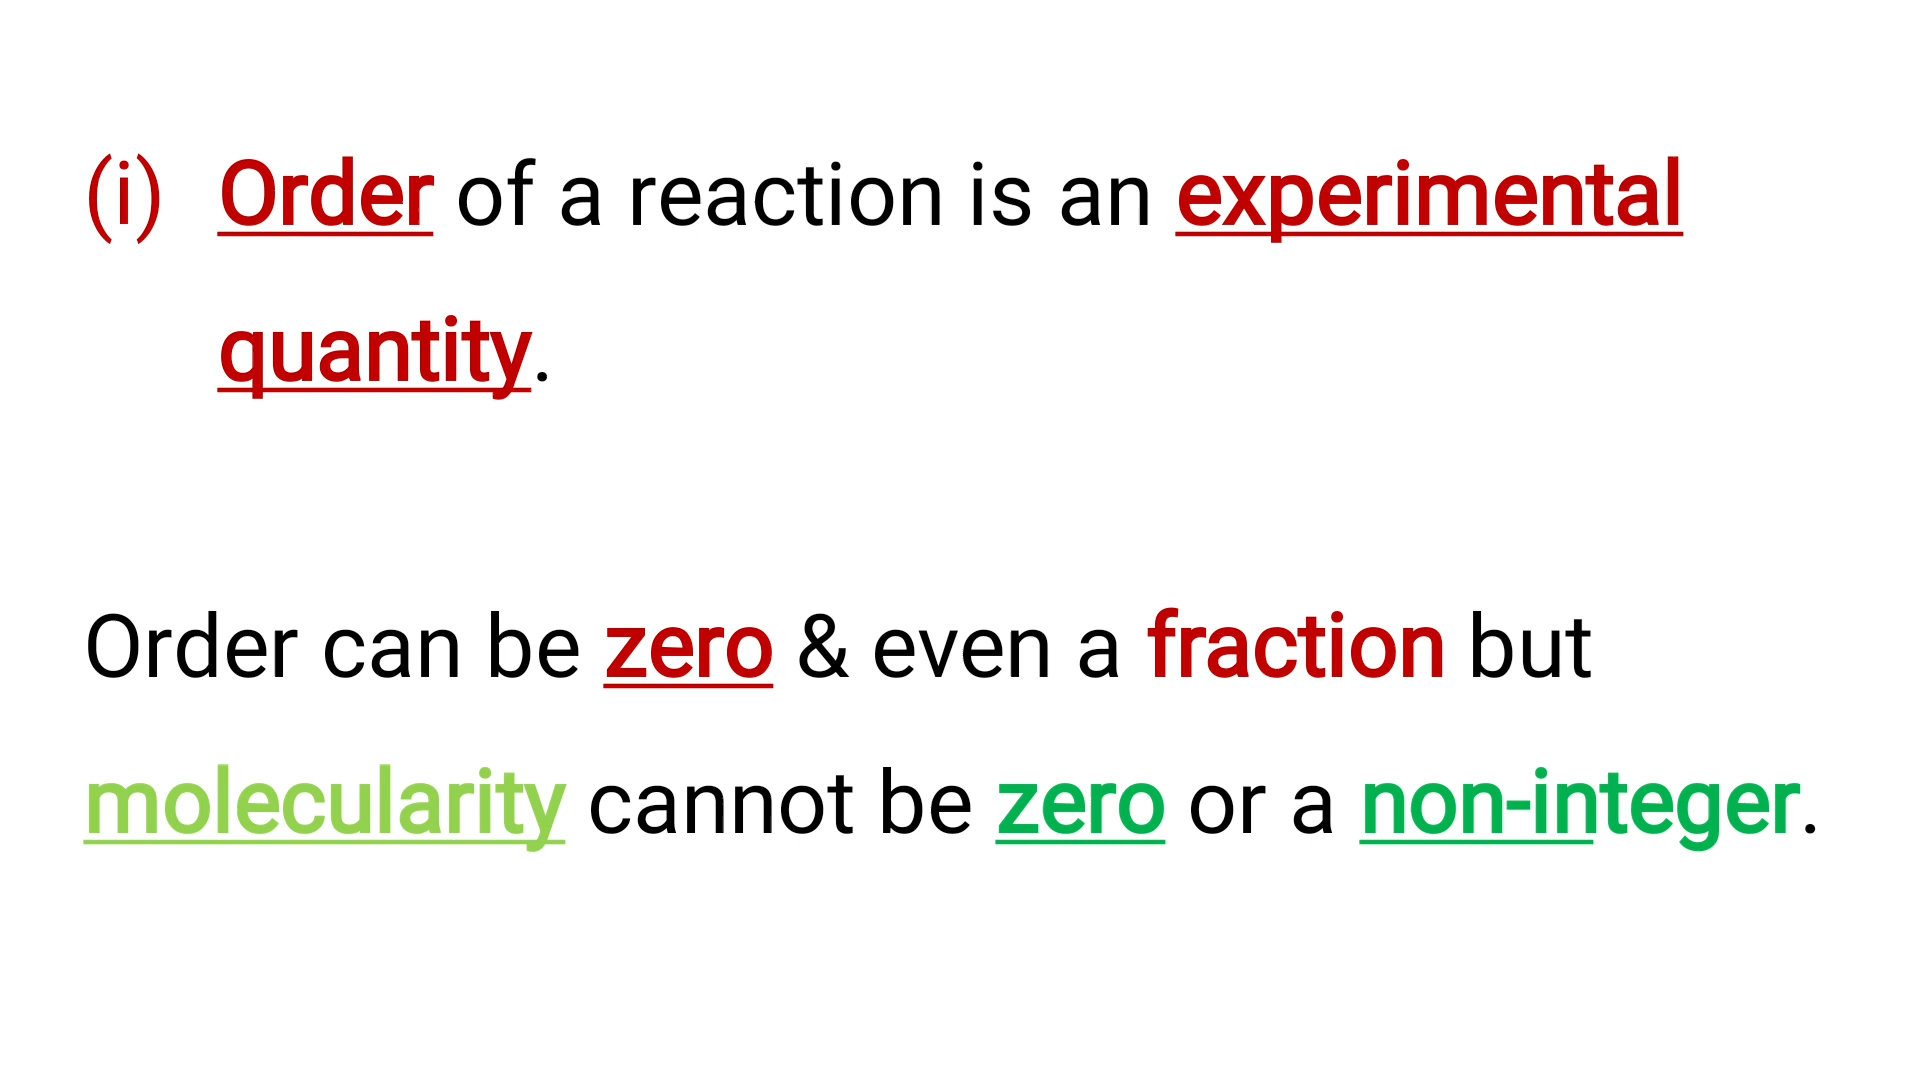 (i) Order of a reaction is an experimental
quantity.
Order can be zero & even a fraction but
molecularity cannot be zero or a non-integer.